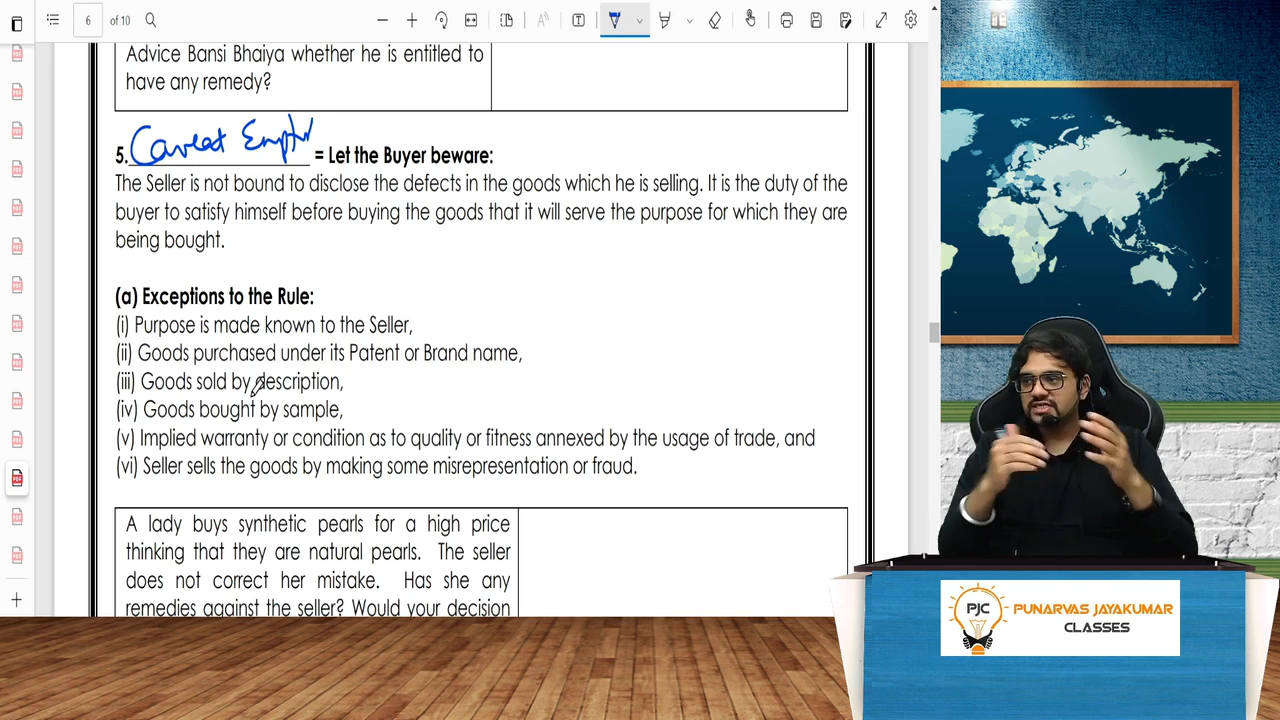 6 of 10
Advice Bansi Bhaiya whether he is entitled to
have any remedy?
5. Caveat Emptor = Let the Buyer beware:
The Seller is not bound to disclose the defects in the goods which he is selling. It is the duty of the
buyer to satisfy himself before buying the goods that it will serve the purpose for which they are
being bought.
(a) Exceptions to the Rule:
(i) Purpose is made known to the Seller,
(ii) Goods purchased under its Patent or Brand name,
(iii) Goods sold by description,
(iv) Goods bought by sample,
(v) Implied warranty or condition as to quality or fitness annexed by the usage of trade, and
(vi) Seller sells the goods by making some misrepresentation or fraud.
A lady buys synthetic pearls for a high price
thinking that they are natural pearls. The seller
does not correct her mistake. Has she any
remedies against the seller? Would your decision
PJC PUNARVAS JAYAKUMAR
CLASSES